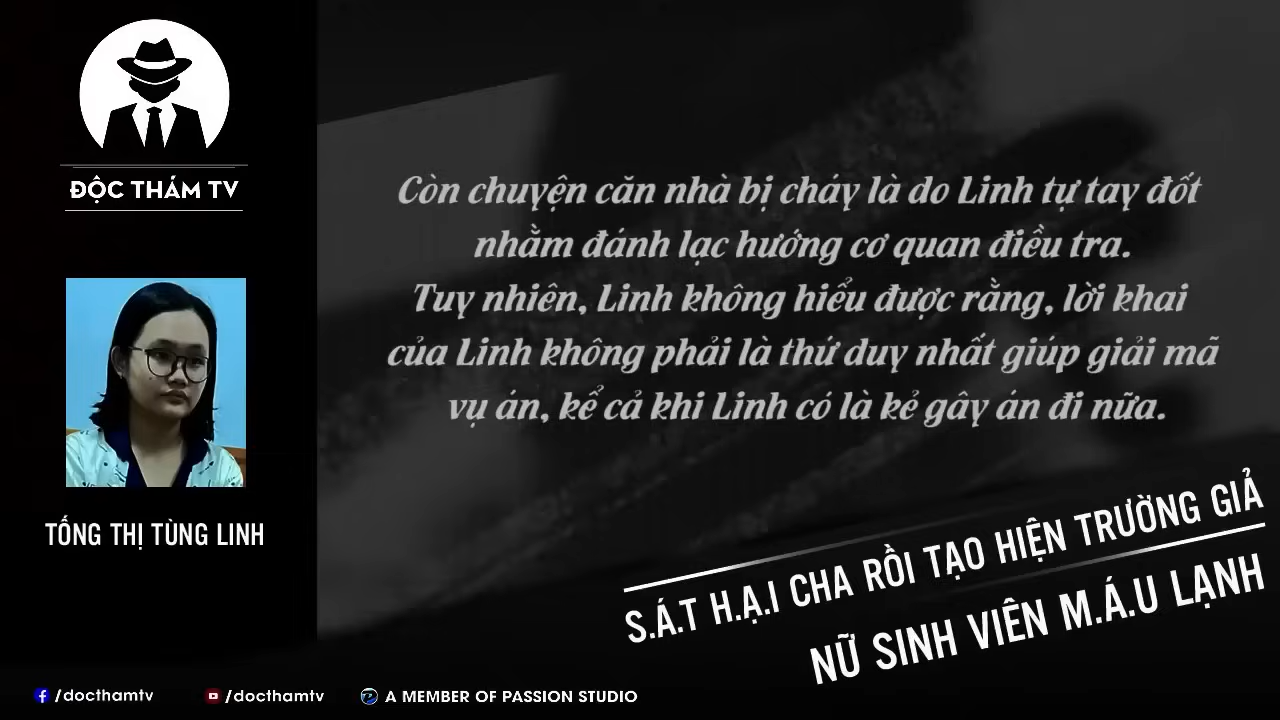 ĐỘC THÁM TV
TỐNG THỊ TÙNG LINH
Còn chuyện căn nhà bị cháy là do Linh tự tay đốt
nhằm đánh lạc hướng cơ quan điều tra.
Tuy nhiên, Linh không hiểu được rằng, lời khai
của Linh không phải là thứ duy nhất giúp giải mã
vụ án, kể cả khi Linh có là kẻ gây án đi nữa.
S.Á.T H.Ạ.I CHA RỒI TẠO HIỆN TRƯỜNG GIẢ
NỮ SINH VIÊN M.Á.U LẠNH
/docthamtv
/docthamtv
A MEMBER OF PASSION STUDIO